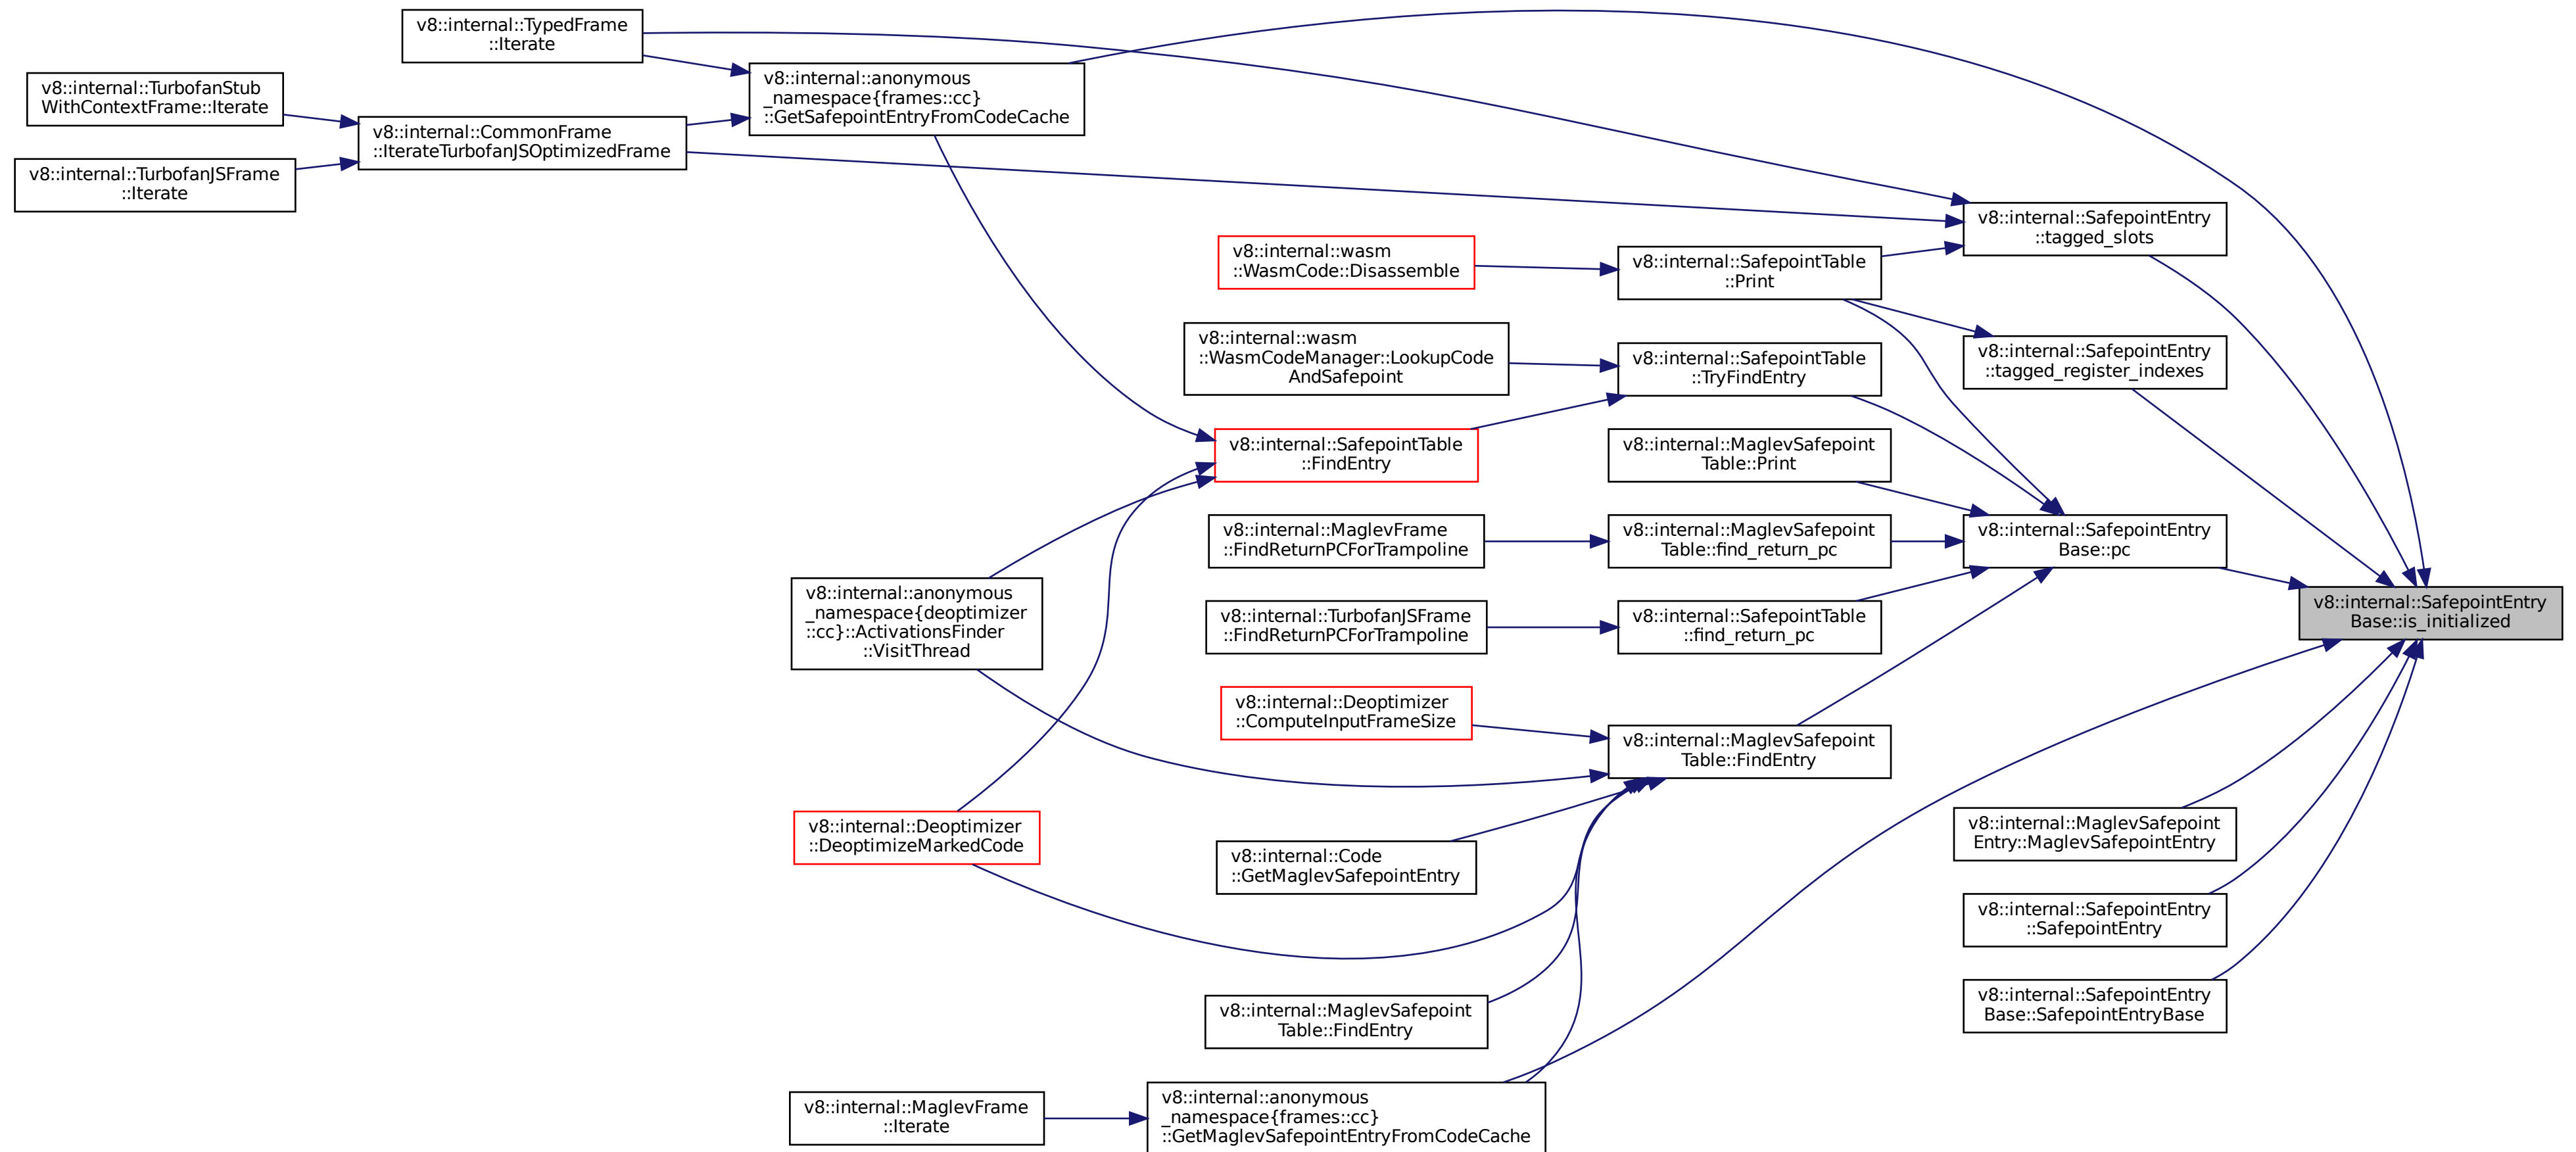 v8::internal::TypedFrame
::Iterate
v8::internal::TurbofanStub
WithContextFrame::Iterate
v8::internal::TurbofanJSFrame
::Iterate
v8::internal::CommonFrame
::IterateTurbofanJSOptimizedFrame
v8::internal::anonymous
_namespace{frames::cc}
::GetSafepointEntryFromCodeCache
v8::internal::SafepointEntry
::tagged_slots
v8::internal::wasm
::WasmCode::Disassemble
v8::internal::SafepointTable
::Print
v8::internal::SafepointEntry
::tagged_register_indexes
v8::internal::wasm
::WasmCodeManager::LookupCode
AndSafepoint
v8::internal::SafepointTable
::TryFindEntry
v8::internal::SafepointTable
::FindEntry
v8::internal::MaglevSafepoint
Table::Print
v8::internal::MaglevFrame
::FindReturnPCForTrampoline
v8::internal::MaglevSafepoint
Table::find_return_pc
v8::internal::SafepointEntry
Base::pc
v8::internal::anonymous
_namespace{deoptimizer
::cc}::ActivationsFinder
::VisitThread
v8::internal::TurbofanJSFrame
::FindReturnPCForTrampoline
v8::internal::SafepointTable
::find_return_pc
v8::internal::SafepointEntry
Base::is_initialized
v8::internal::Deoptimizer
::ComputeInputFrameSize
v8::internal::MaglevSafepoint
Table::FindEntry
v8::internal::Deoptimizer
::DeoptimizeMarkedCode
v8::internal::Code
::GetMaglevSafepointEntry
v8::internal::MaglevSafepoint
Entry::MaglevSafepointEntry
v8::internal::SafepointEntry
::SafepointEntry
v8::internal::SafepointEntry
Base::SafepointEntryBase
v8::internal::MaglevSafepoint
Table::FindEntry
v8::internal::MaglevFrame
::Iterate
v8::internal::anonymous
_namespace{frames::cc}
::GetMaglevSafepointEntryFromCodeCache